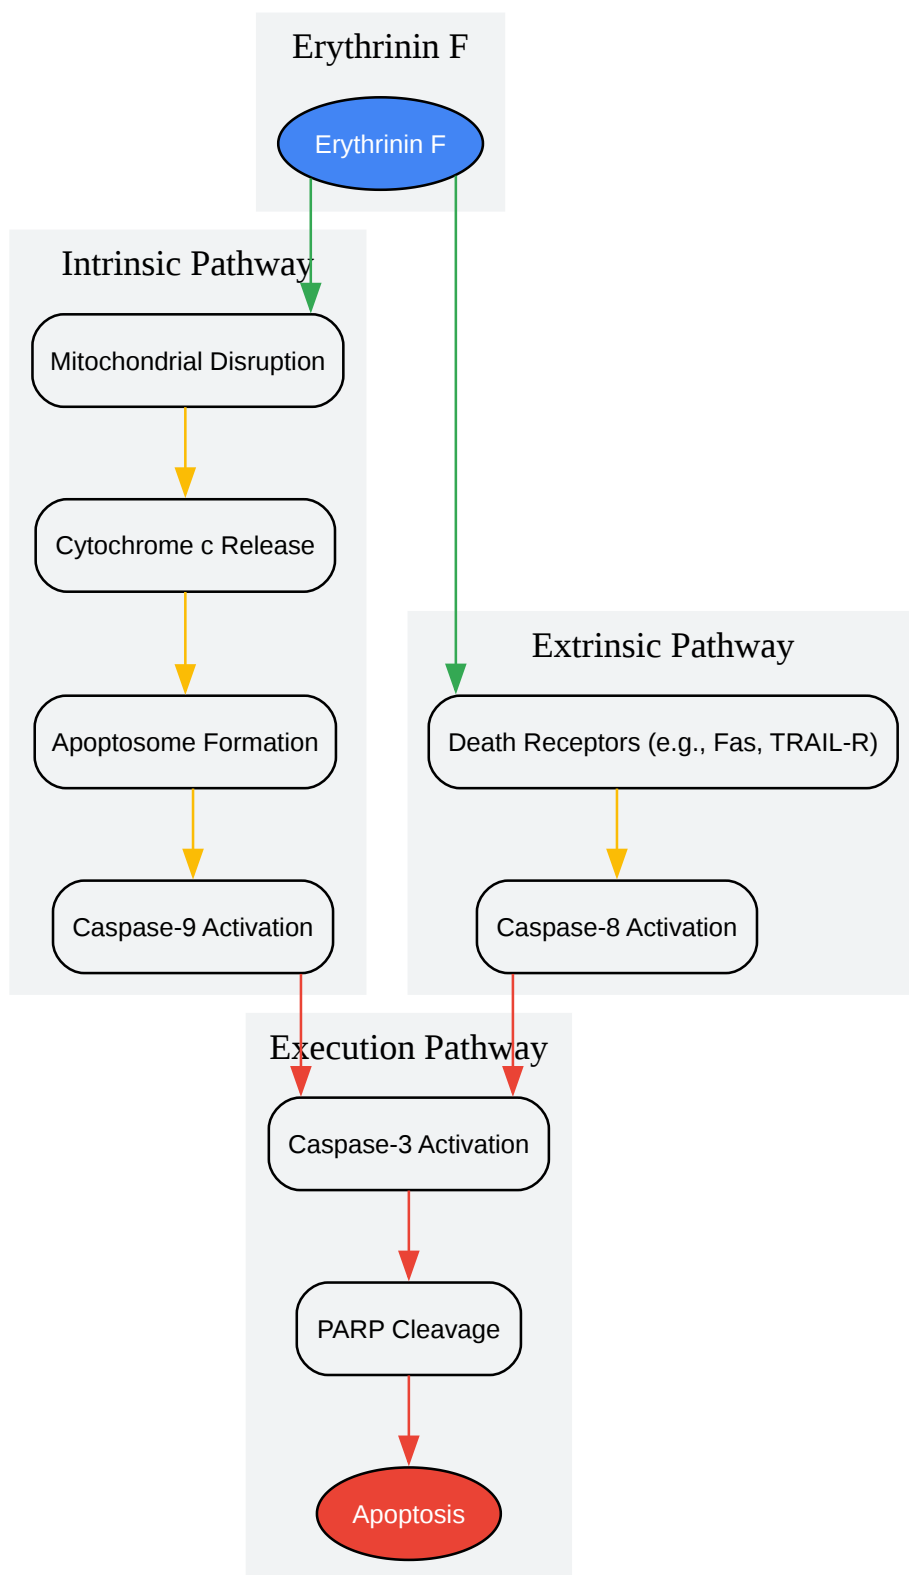 Erythrinin F
Erythrinin F
Intrinsic Pathway
Mitochondrial Disruption
Cytochrome c Release
Apoptosome Formation
Caspase-9 Activation
Extrinsic Pathway
Death Receptors (e.g., Fas, TRAIL-R)
Caspase-8 Activation
Execution Pathway
Caspase-3 Activation
PARP Cleavage
Apoptosis